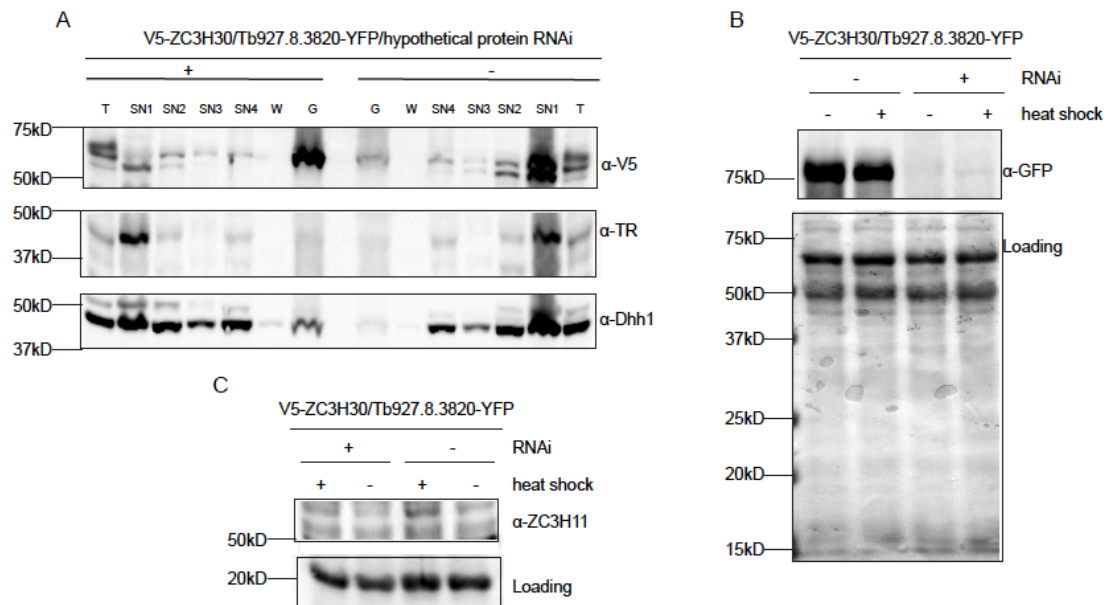 A
V5-ZC3H30/Tb927.8.3820-YFP/hypothetical protein RNAi
+ -
T SN1 SN2 SN3 SN4 W G G W SN4 SN3 SN2 SN1 T
75kD
50kD
α-V5
α-TR
37kD
50kD
α-Dhh1
37kD
B
V5-ZC3H30/Tb927.8.3820-YFP
- + RNAi
- + - + heat shock
75kD
α-GFP
75kD
Loading
50kD
37kD
25kD
20kD
15kD
C
V5-ZC3H30/Tb927.8.3820-YFP
+ - RNAi
+ - + - heat shock
α-ZC3H11
50kD
20kD
Loading